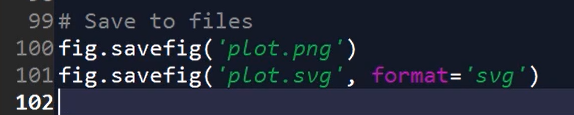 99 # Save to files
100 fig.savefig('plot.png')
101 fig.savefig('plot.svg', format='svg')
102